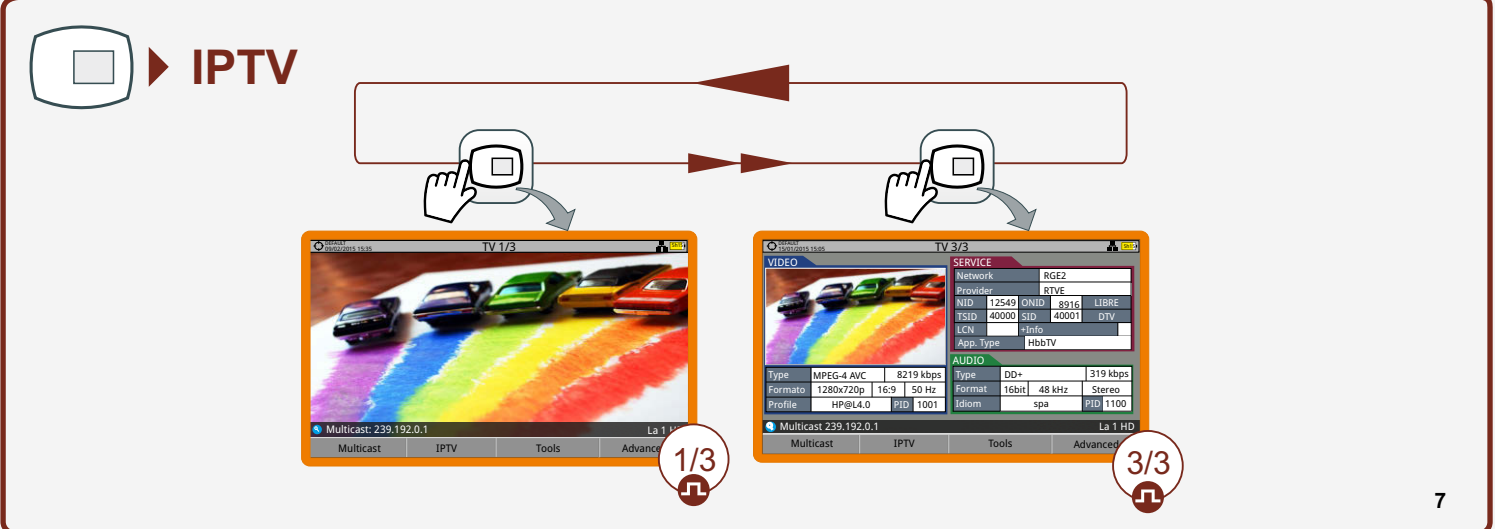 IPTV
DEFAULT
09/02/2015 15:35
TV 1/3
5h15
Multicast: 239.192.0.1
La 1
Multicast IPTV Tools Advance
1/3
DEFAULT
15/01/2015 15:05
TV 3/3
5h15
VIDEO
Type MPEG-4 AVC 8219 kbps
Formato 1280x720p 16:9 50 Hz
Profile HP@L4.0 PID 1001
SERVICE
Network RGE2
Provider RTVE
NID 12549 ONID 8916 LIBRE
TSID 40000 SID 40001 DTV
LCN +Info
App. Type HbbTV
AUDIO
Type DD+ 319 kbps
Format 16bit 48 kHz Stereo
Idiom spa PID 1100
Multicast 239.192.0.1 La 1 HD
Multicast IPTV Tools Advanced
3/3
7